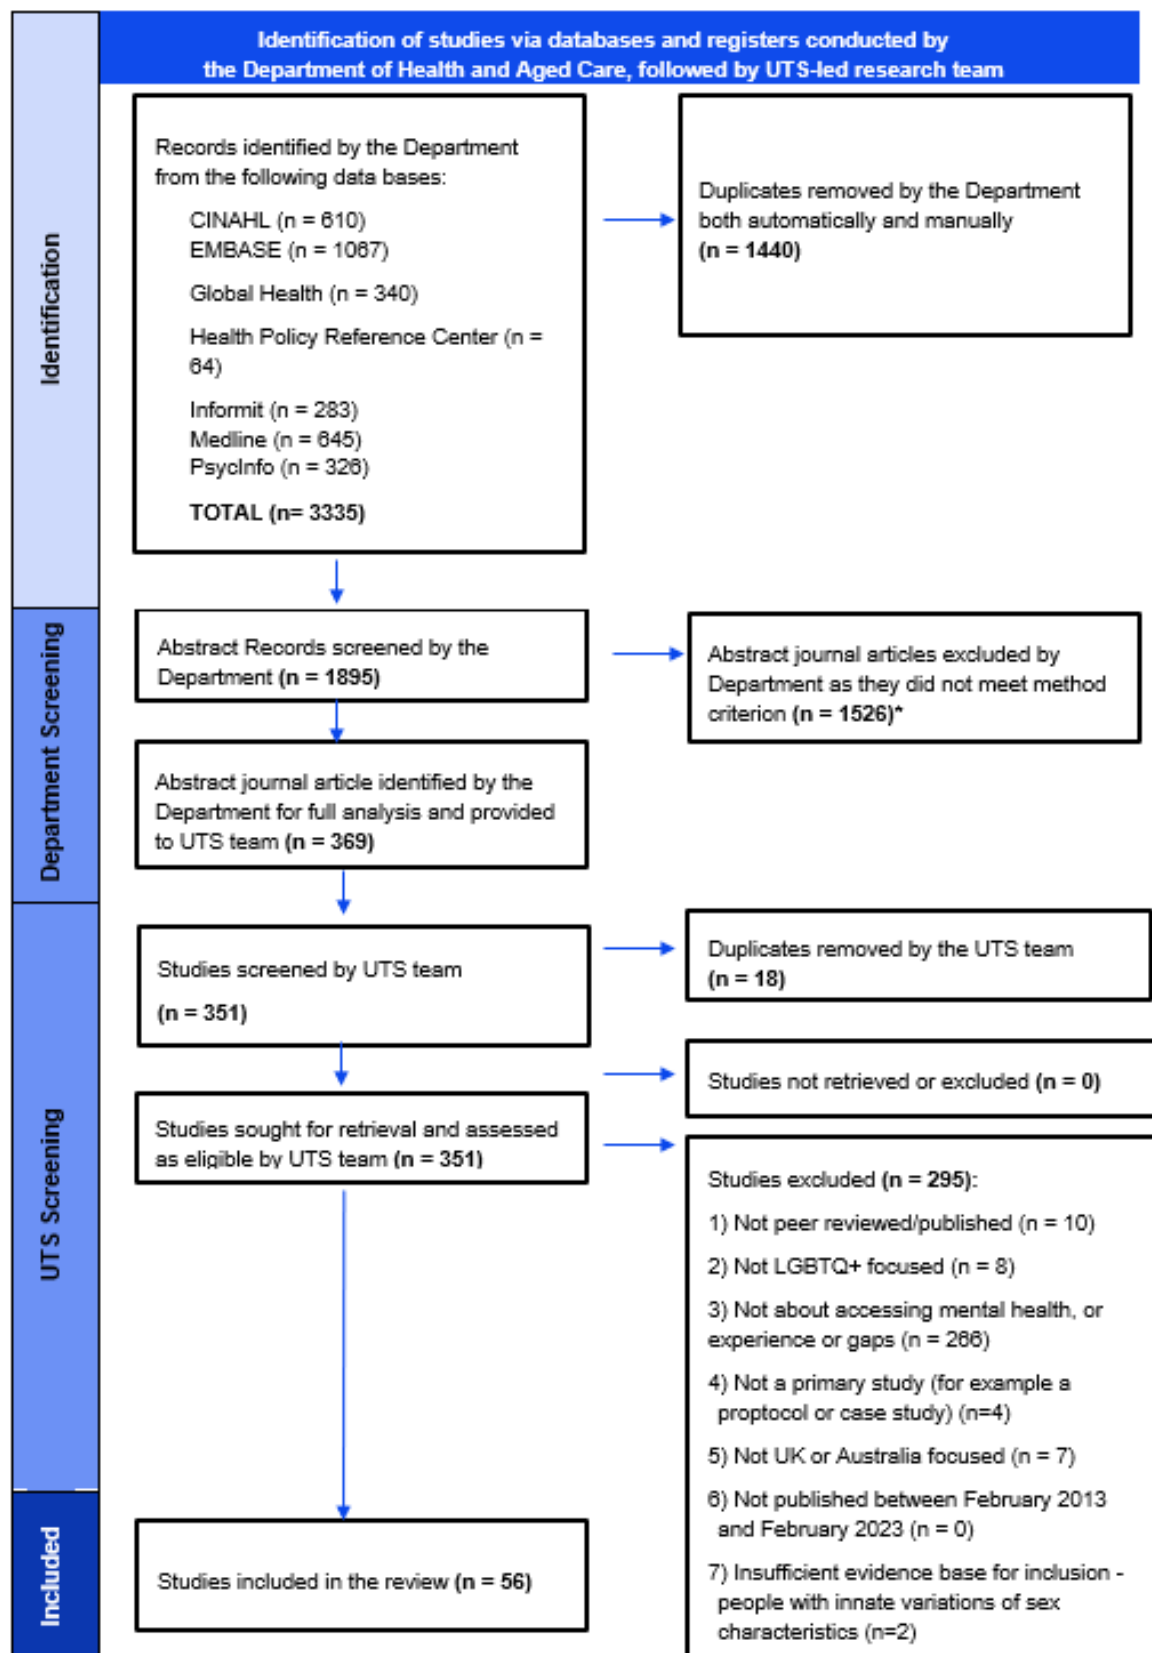 Identification of studies via databases and registers conducted by
the Department of Health and Aged Care, followed by UTS-led research team
Identification
Records identified by the Department
from the following data bases:
CINAHL (n = 610)
EMBASE (n = 1067)
Global Health (n = 340)
Health Policy Reference Center (n =
64)
Informit (n = 283)
Medline (n = 645)
PsycInfo (n = 326)
TOTAL (n= 3335)
Duplicates removed by the Department
both automatically and manually
(n = 1440)
Department Screening
Abstract Records screened by the
Department (n = 1895)
Abstract journal articles excluded by
Department as they did not meet method
criterion (n = 1526)*
Abstract journal article identified by the
Department for full analysis and provided
to UTS team (n = 369)
UTS Screening
Studies screened by UTS team
(n = 351)
Duplicates removed by the UTS team
(n = 18)
Studies not retrieved or excluded (n = 0)
Studies sought for retrieval and assessed
as eligible by UTS team (n = 351)
Studies excluded (n = 295):
1) Not peer reviewed/published (n = 10)
2) Not LGBTQ+ focused (n = 8)
3) Not about accessing mental health, or
experience or gaps (n = 266)
4) Not a primary study (for example a
proptocol or case study) (n=4)
5) Not UK or Australia focused (n = 7)
6) Not published between February 2013
and February 2023 (n = 0)
7) Insufficient evidence base for inclusion -
people with innate variations of sex
characteristics (n=2)
Included
Studies included in the review (n = 56)